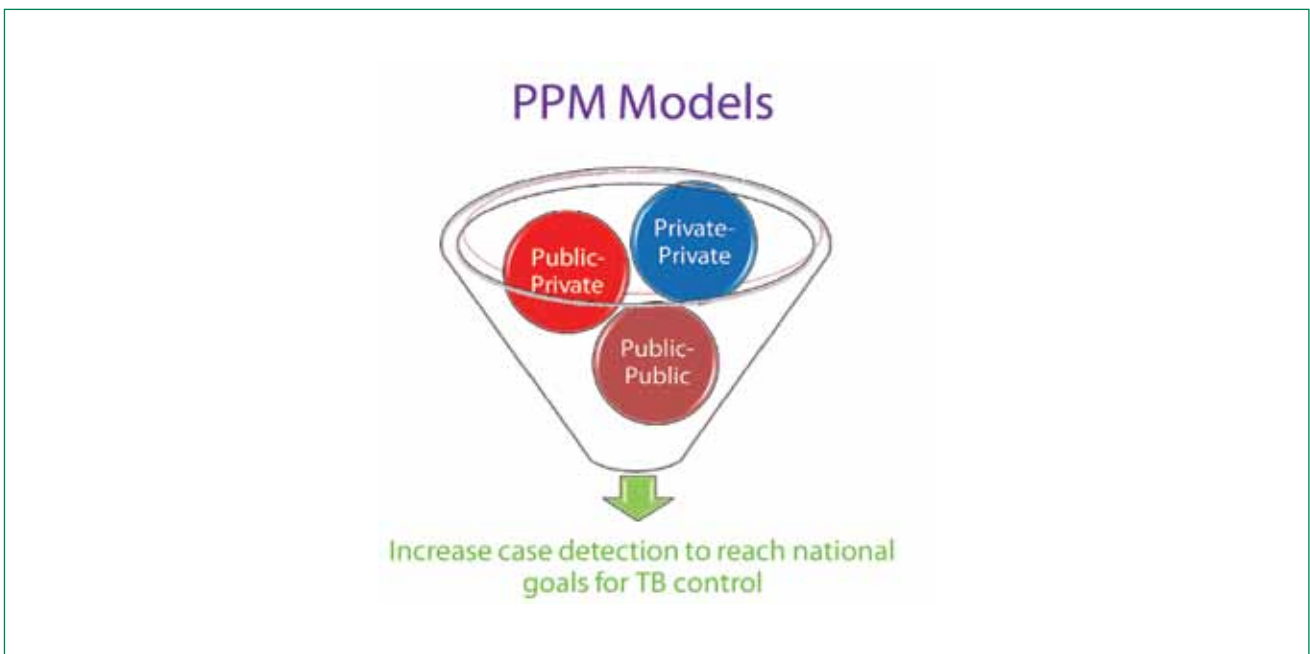 PPM Models
Public-
Private
Private-
Private
Public-
Public
Increase case detection to reach national
goals for TB control